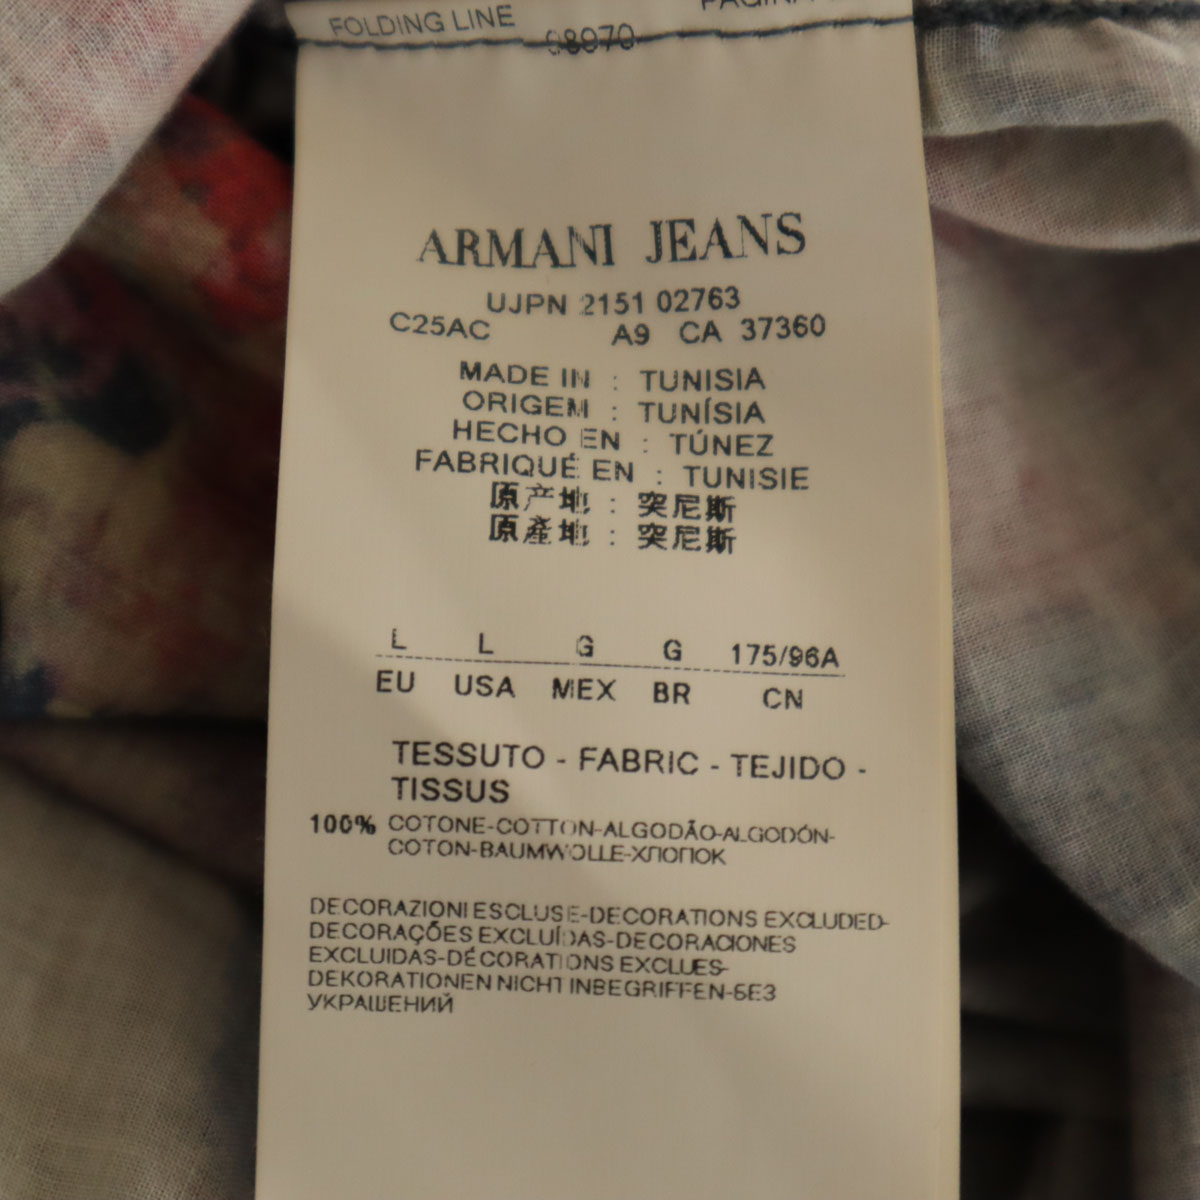 FOLDING LINE
ARMANI JEANS
UJPN 2151 02763
C25AC A9 CA 37360
MADE IN : TUNISIA
ORIGEM : TUNÍSIA
HECHO EN : TÚNEZ
FABRIQUÉ EN : TUNISIE
原产地 : 突尼斯
原產地 : 突尼斯
L L G G 175/96A
EU USA MEX BR CN
TESSUTO - FABRIC - TEJIDO -
TISSUS
100% COTONE-COTTON-ALGODÃO-ALGODÓN-
COTON-BAUMWOLLE-ХЛОПОК
DECORAZIONI ESCLUSE-DECORATIONS EXCLUDED-
DECORAÇÕES EXCLUÍDAS-DECORACIONES
EXCLUIDAS-DÉCORATIONS EXCLUES-
DEKORATIONEN NICHT INBEGRIFFEN-БЕЗ
УКРАШЕНИЙ